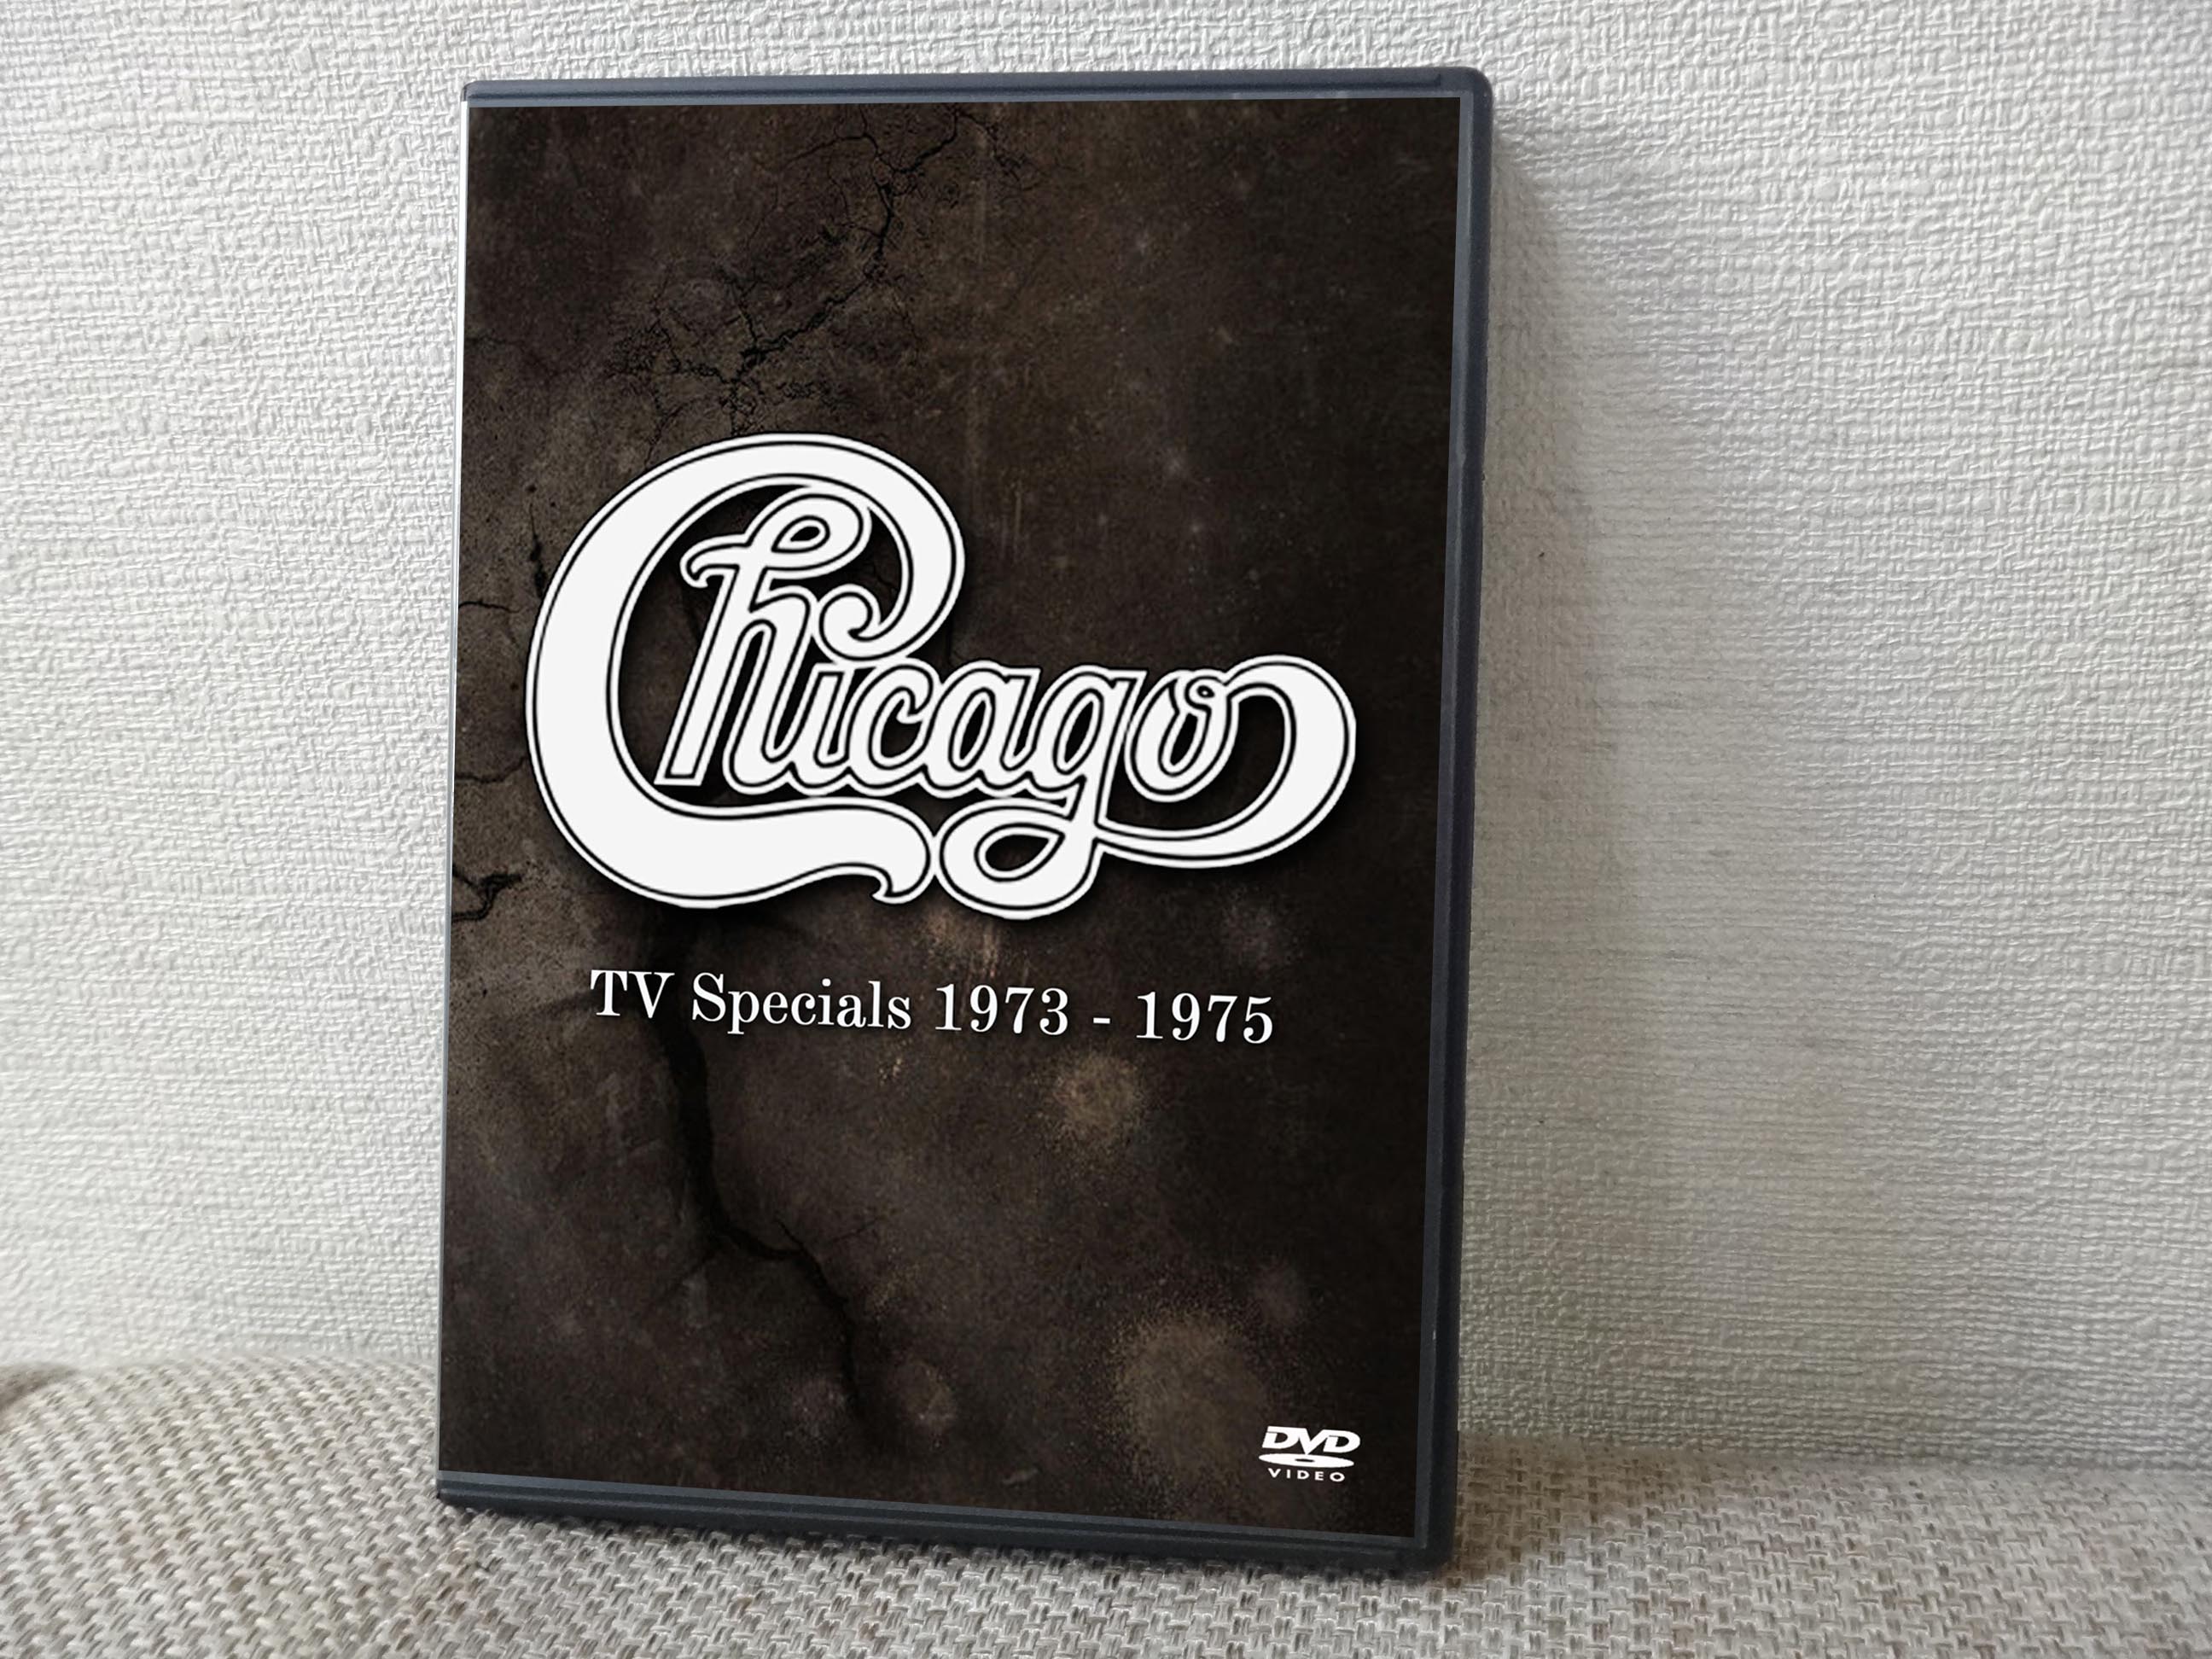 Chicago
TV Specials 1973 - 1975
DVD
VIDEO